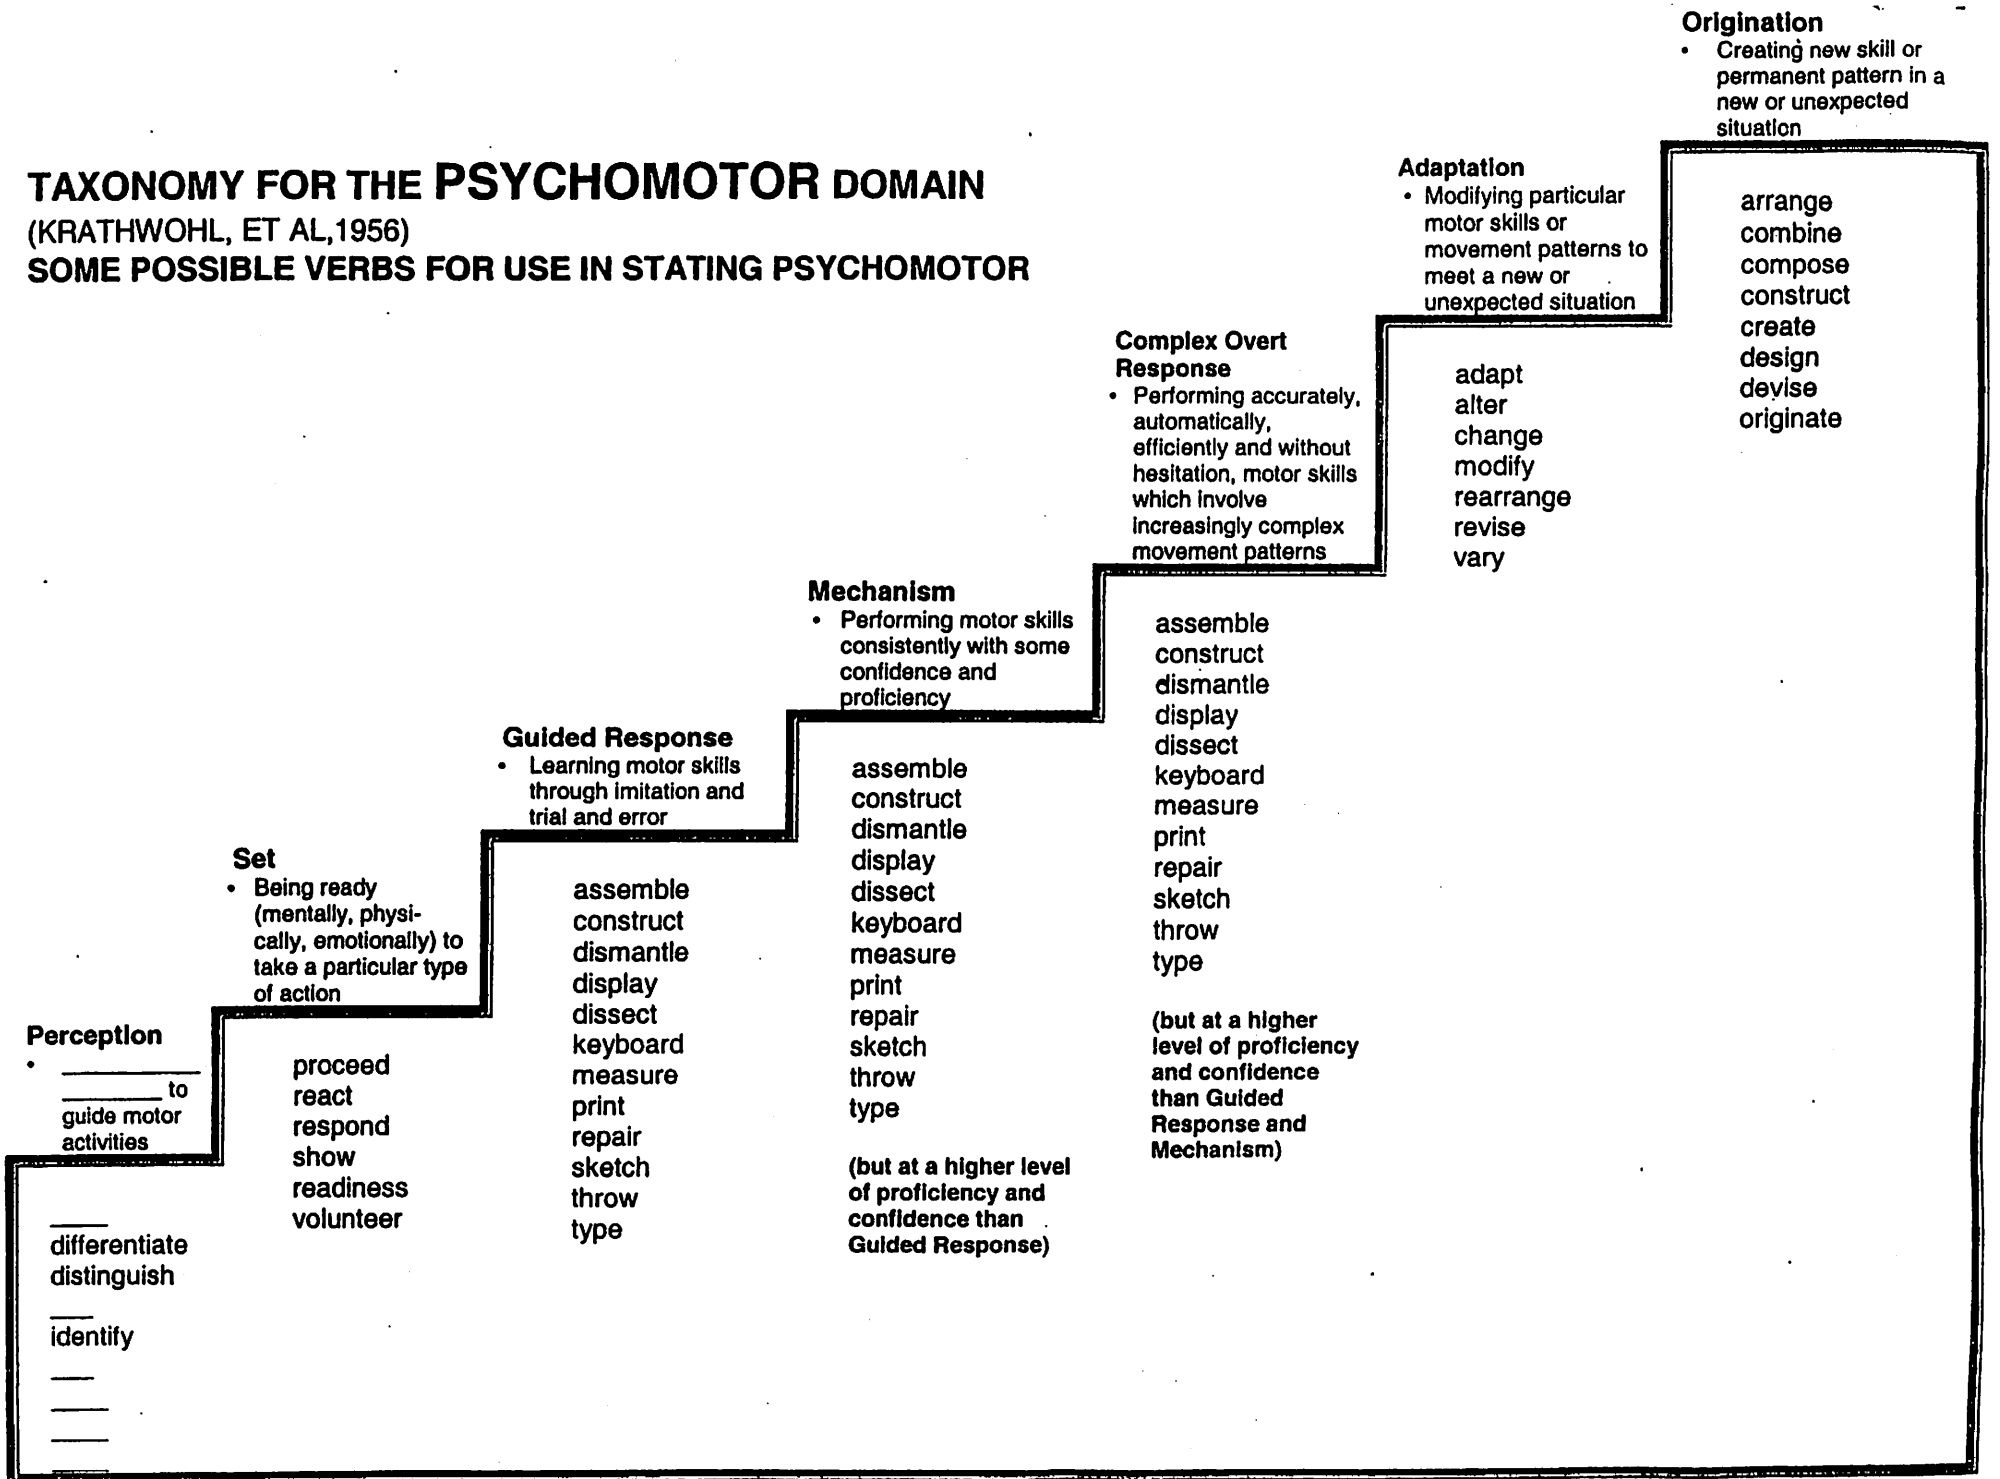 TAXONOMY FOR THE PSYCHOMOTOR DOMAIN
(KRATHWOHL, ET AL,1956)
SOME POSSIBLE VERBS FOR USE IN STATING PSYCHOMOTOR
Perception
• ____________
_________ to
guide motor
activities
_____
differentiate
distinguish
____
identify
____
_____
_____
_____
Set
• Being ready
(mentally, physi-
cally, emotionally) to
take a particular type
of action
proceed
react
respond
show
readiness
volunteer
Guided Response
• Learning motor skills
through imitation and
trial and error
assemble
construct
dismantle
display
dissect
keyboard
measure
print
repair
sketch
throw
type
Mechanism
• Performing motor skills
consistently with some
confidence and
proficiency
assemble
construct
dismantle
display
dissect
keyboard
measure
print
repair
sketch
throw
type
(but at a higher level
of proficiency and
confidence than
Guided Response)
Complex Overt
Response
• Performing accurately,
automatically,
efficiently and without
hesitation, motor skills
which involve
increasingly complex
movement patterns
assemble
construct
dismantle
display
dissect
keyboard
measure
print
repair
sketch
throw
type
(but at a higher
level of proficiency
and confidence
than Guided
Response and
Mechanism)
Adaptation
• Modifying particular
motor skills or
movement patterns to
meet a new or
unexpected situation
adapt
alter
change
modify
rearrange
revise
vary
Origination
• Creating new skill or
permanent pattern in a
new or unexpected
situation
arrange
combine
compose
construct
create
design
devise
originate